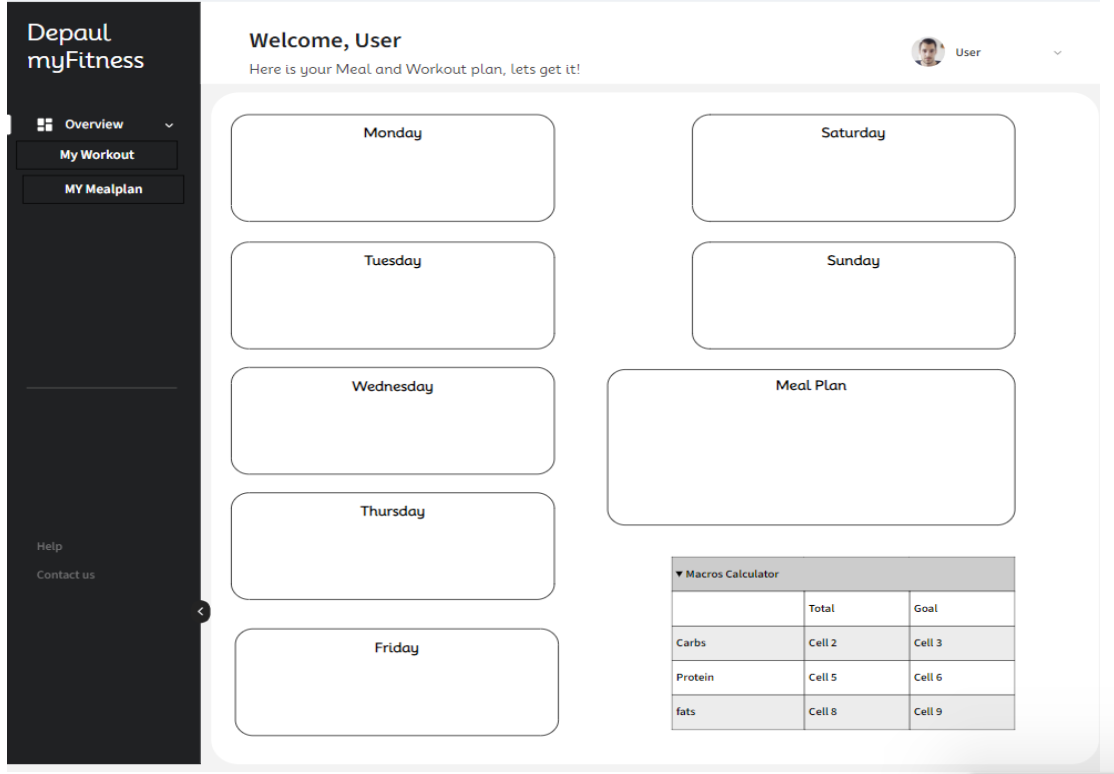 Depaul
myFitness
Overview
My Workout
MY Mealplan
Help
Contact us
Welcome, User
Here is your Meal and Workout plan, lets get it!
User
Monday
Tuesday
Wednesday
Thursday
Friday
Saturday
Sunday
Meal Plan
Macros Calculator
Total Goal
Carbs Cell 2 Cell 3
Protein Cell 5 Cell 6
fats Cell 8 Cell 9